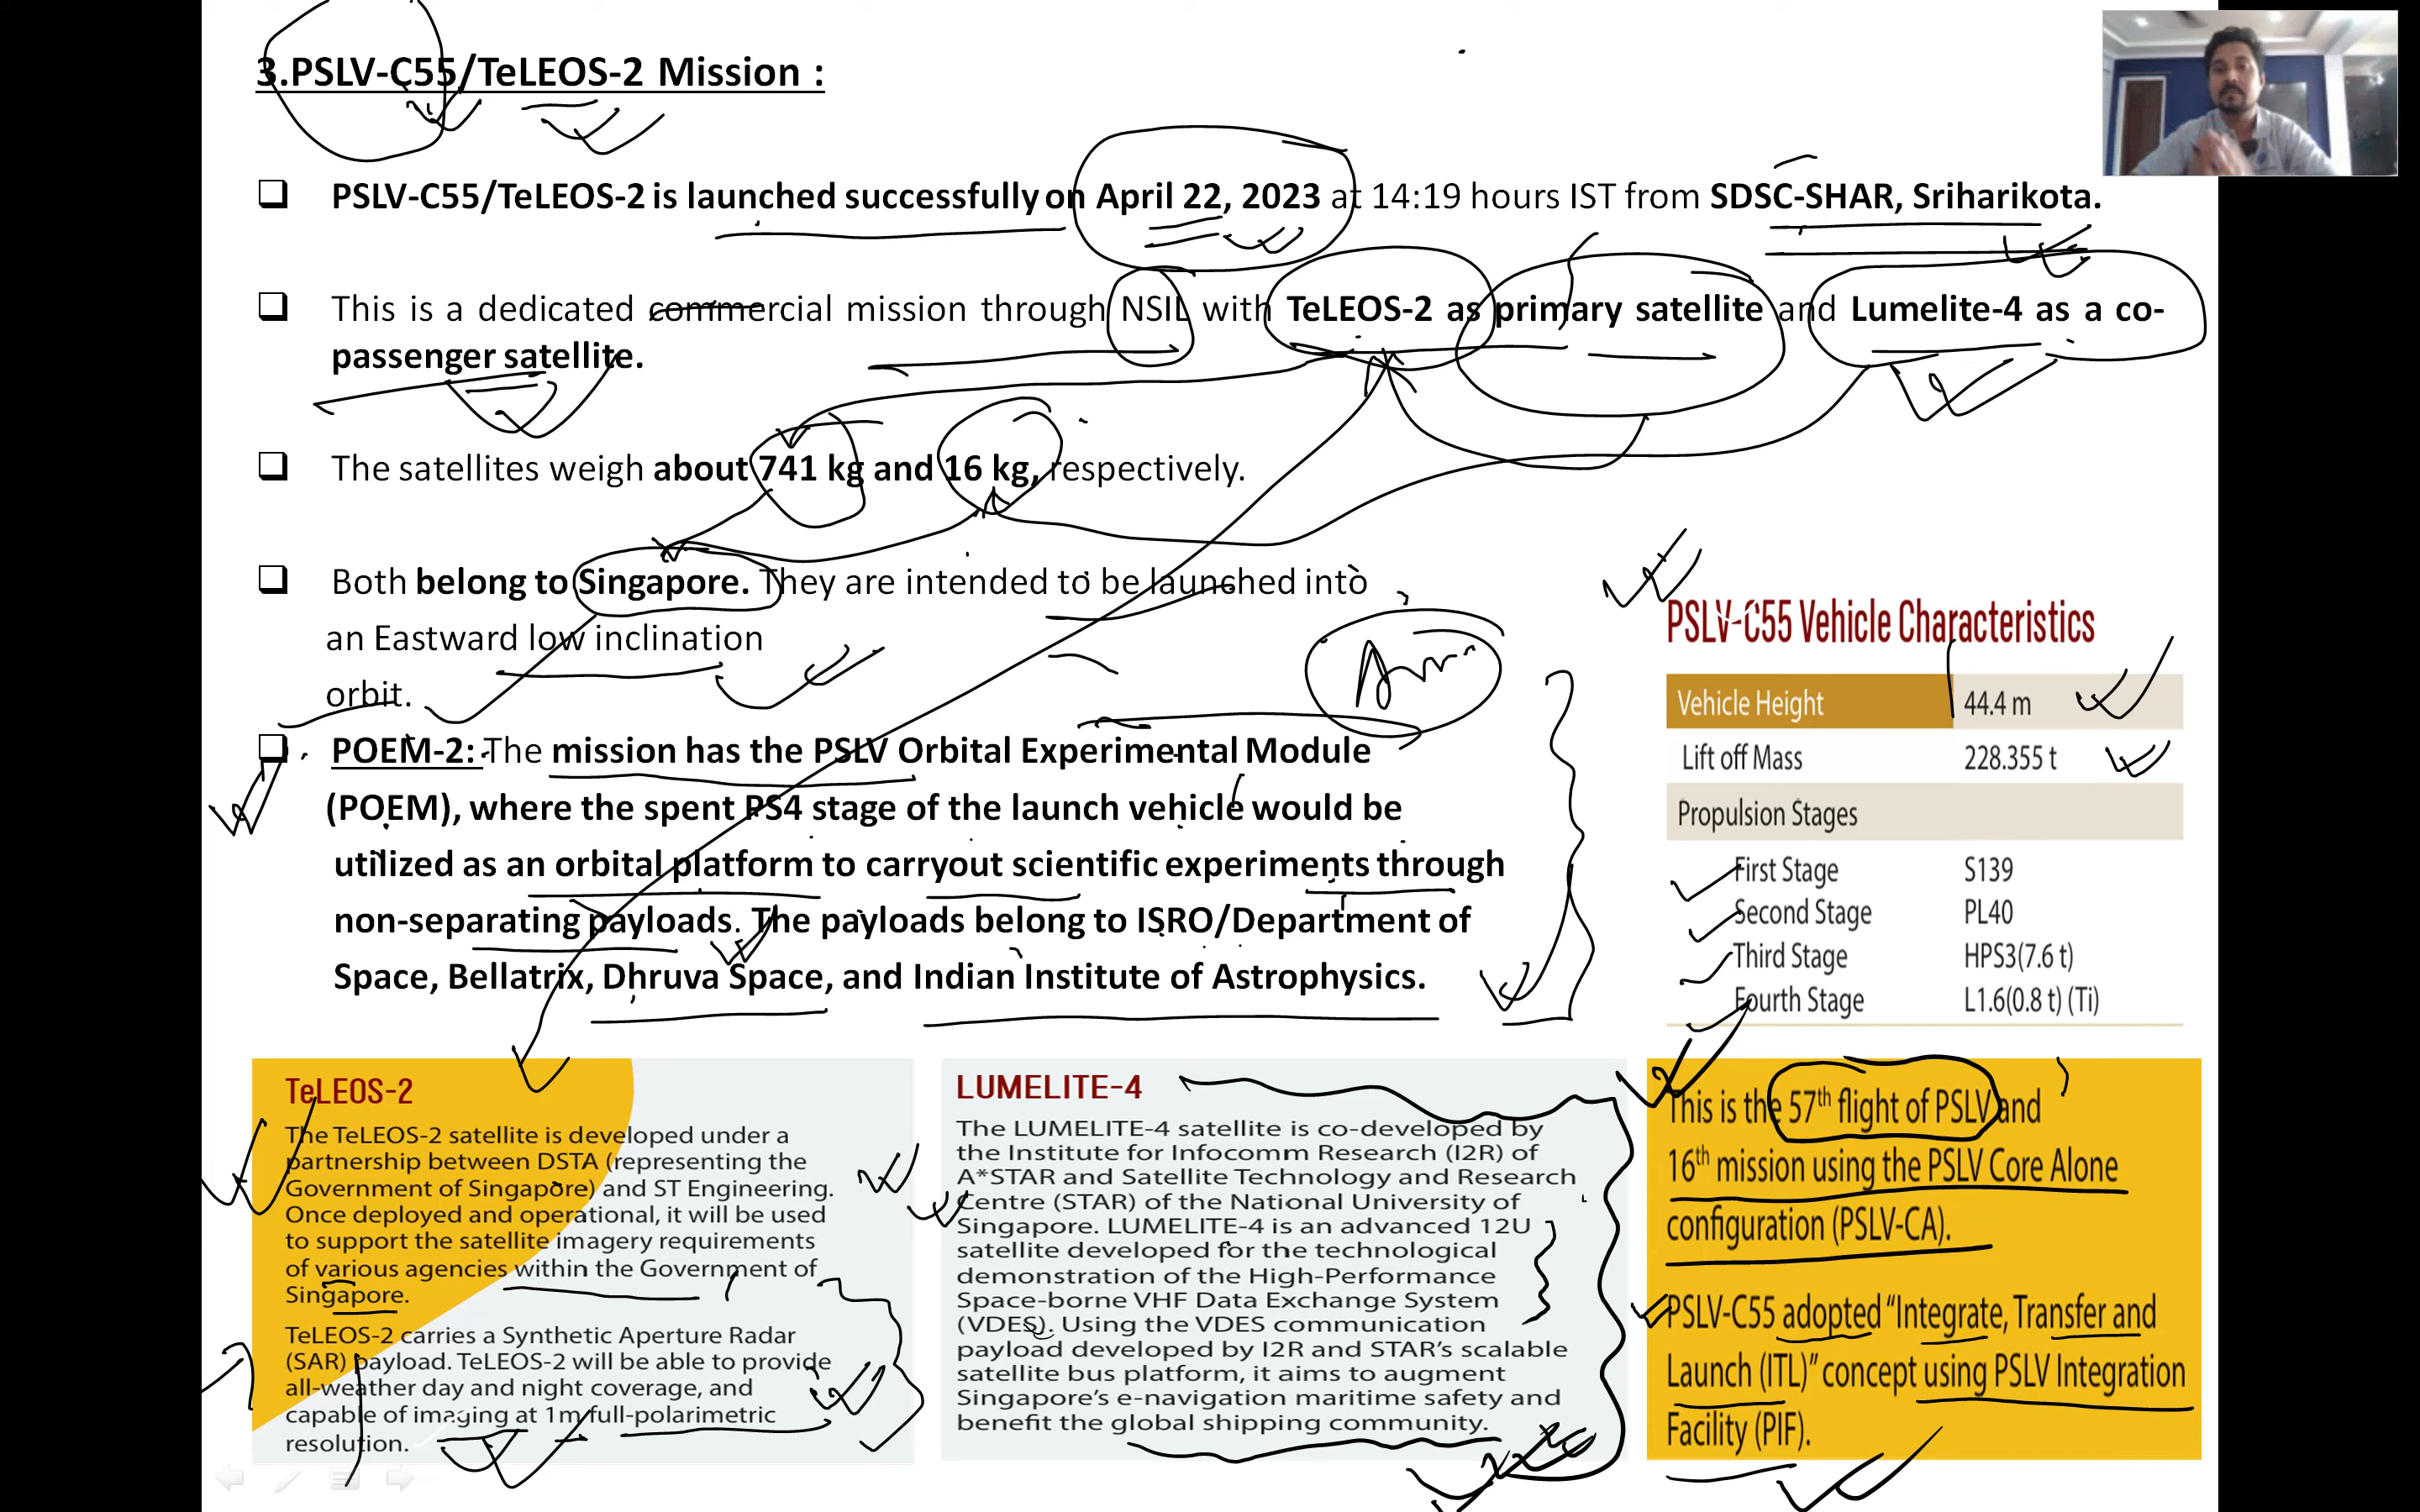 3.PSLV-C55/TeLEOS-2 Mission :
PSLV-C55/TeLEOS-2 is launched successfully on April 22, 2023 at 14:19 hours IST from SDSC-SHAR, Sriharikota.
This is a dedicated commercial mission through NSIL with TeLEOS-2 as primary satellite and Lumelite-4 as a co-
passenger satellite.
The satellites weigh about 741 kg and 16 kg, respectively.
Both belong to Singapore. They are intended to be launched into
an Eastward low inclination
orbit.
POEM-2: The mission has the PSLV Orbital Experimental Module
(POEM), where the spent PS4 stage of the launch vehicle would be
utilized as an orbital platform to carryout scientific experiments through
non-separating payloads. The payloads belong to ISRO/Department of
Space, Bellatrix, Dhruva Space, and Indian Institute of Astrophysics.
PSLV-C55 Vehicle Characteristics
Vehicle Height 44.4 m
Lift off Mass 228.355 t
Propulsion Stages
First Stage S139
Second Stage PL40
Third Stage HPS3(7.6 t)
Fourth Stage L1.6(0.8 t) (Ti)
TeLEOS-2
The TeLEOS-2 satellite is developed under a
partnership between DSTA (representing the
Government of Singapore) and ST Engineering.
Once deployed and operational, it will be used
to support the satellite imagery requirements
of various agencies within the Government of
Singapore.
TeLEOS-2 carries a Synthetic Aperture Radar
(SAR) payload. TeLEOS-2 will be able to provide
all-weather day and night coverage, and
capable of imaging at 1m full-polarimetric
resolution.
LUMELITE-4
The LUMELITE-4 satellite is co-developed by
the Institute for Infocomm Research (I2R) of
A*STAR and Satellite Technology and Research
Centre (STAR) of the National University of
Singapore. LUMELITE-4 is an advanced 12U
satellite developed for the technological
demonstration of the High-Performance
Space-borne VHF Data Exchange System
(VDES). Using the VDES communication
payload developed by I2R and STAR's scalable
satellite bus platform, it aims to augment
Singapore's e-navigation maritime safety and
benefit the global shipping community.
This is the 57th flight of PSLV and
16th mission using the PSLV Core Alone
configuration (PSLV-CA).
PSLV-C55 adopted "Integrate, Transfer and
Launch (ITL)" concept using PSLV Integration
Facility (PIF).